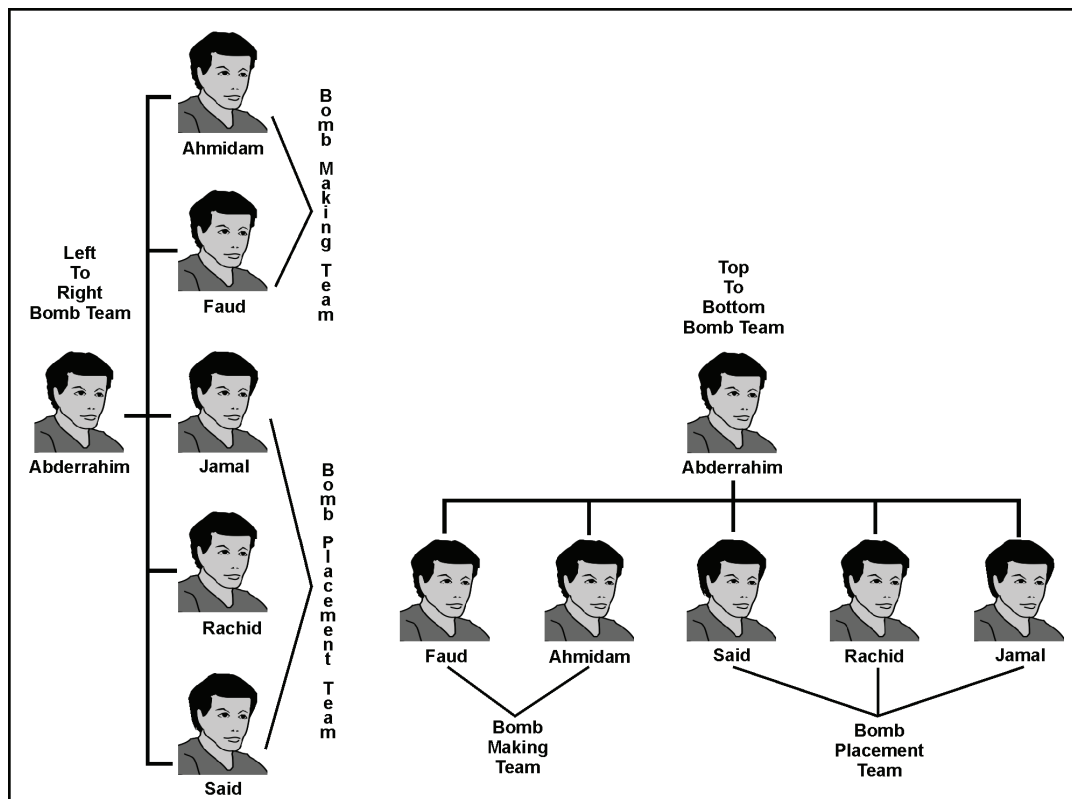 Ahmidam
Bomb Making Team
Faud
Left
To
Right
Bomb Team
Abderrahim
Jamal
Rachid
Said
Bomb Placement Team
Top
To
Bottom
Bomb Team
Abderrahim
Faud
Ahmidam
Said
Rachid
Jamal
Bomb
Making
Team
Bomb
Placement
Team